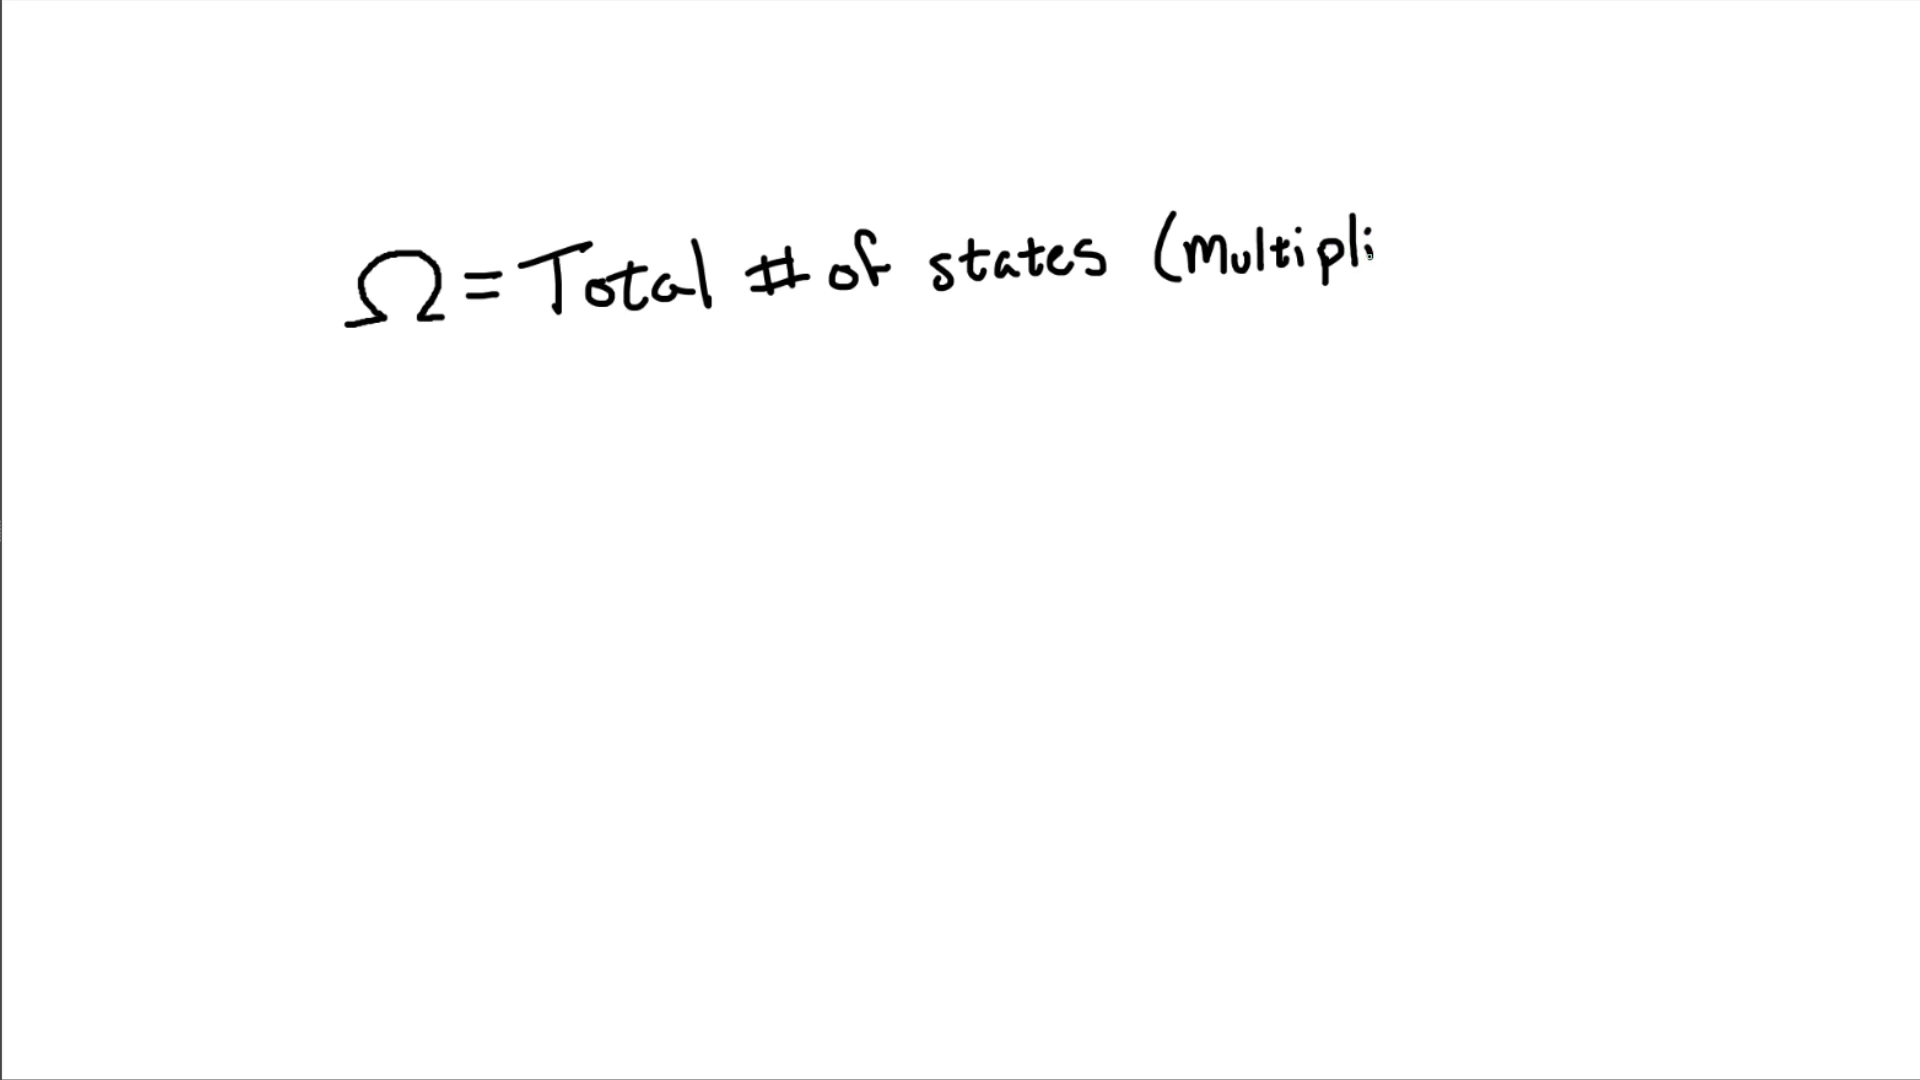 Ω = Total # of states (Multipli